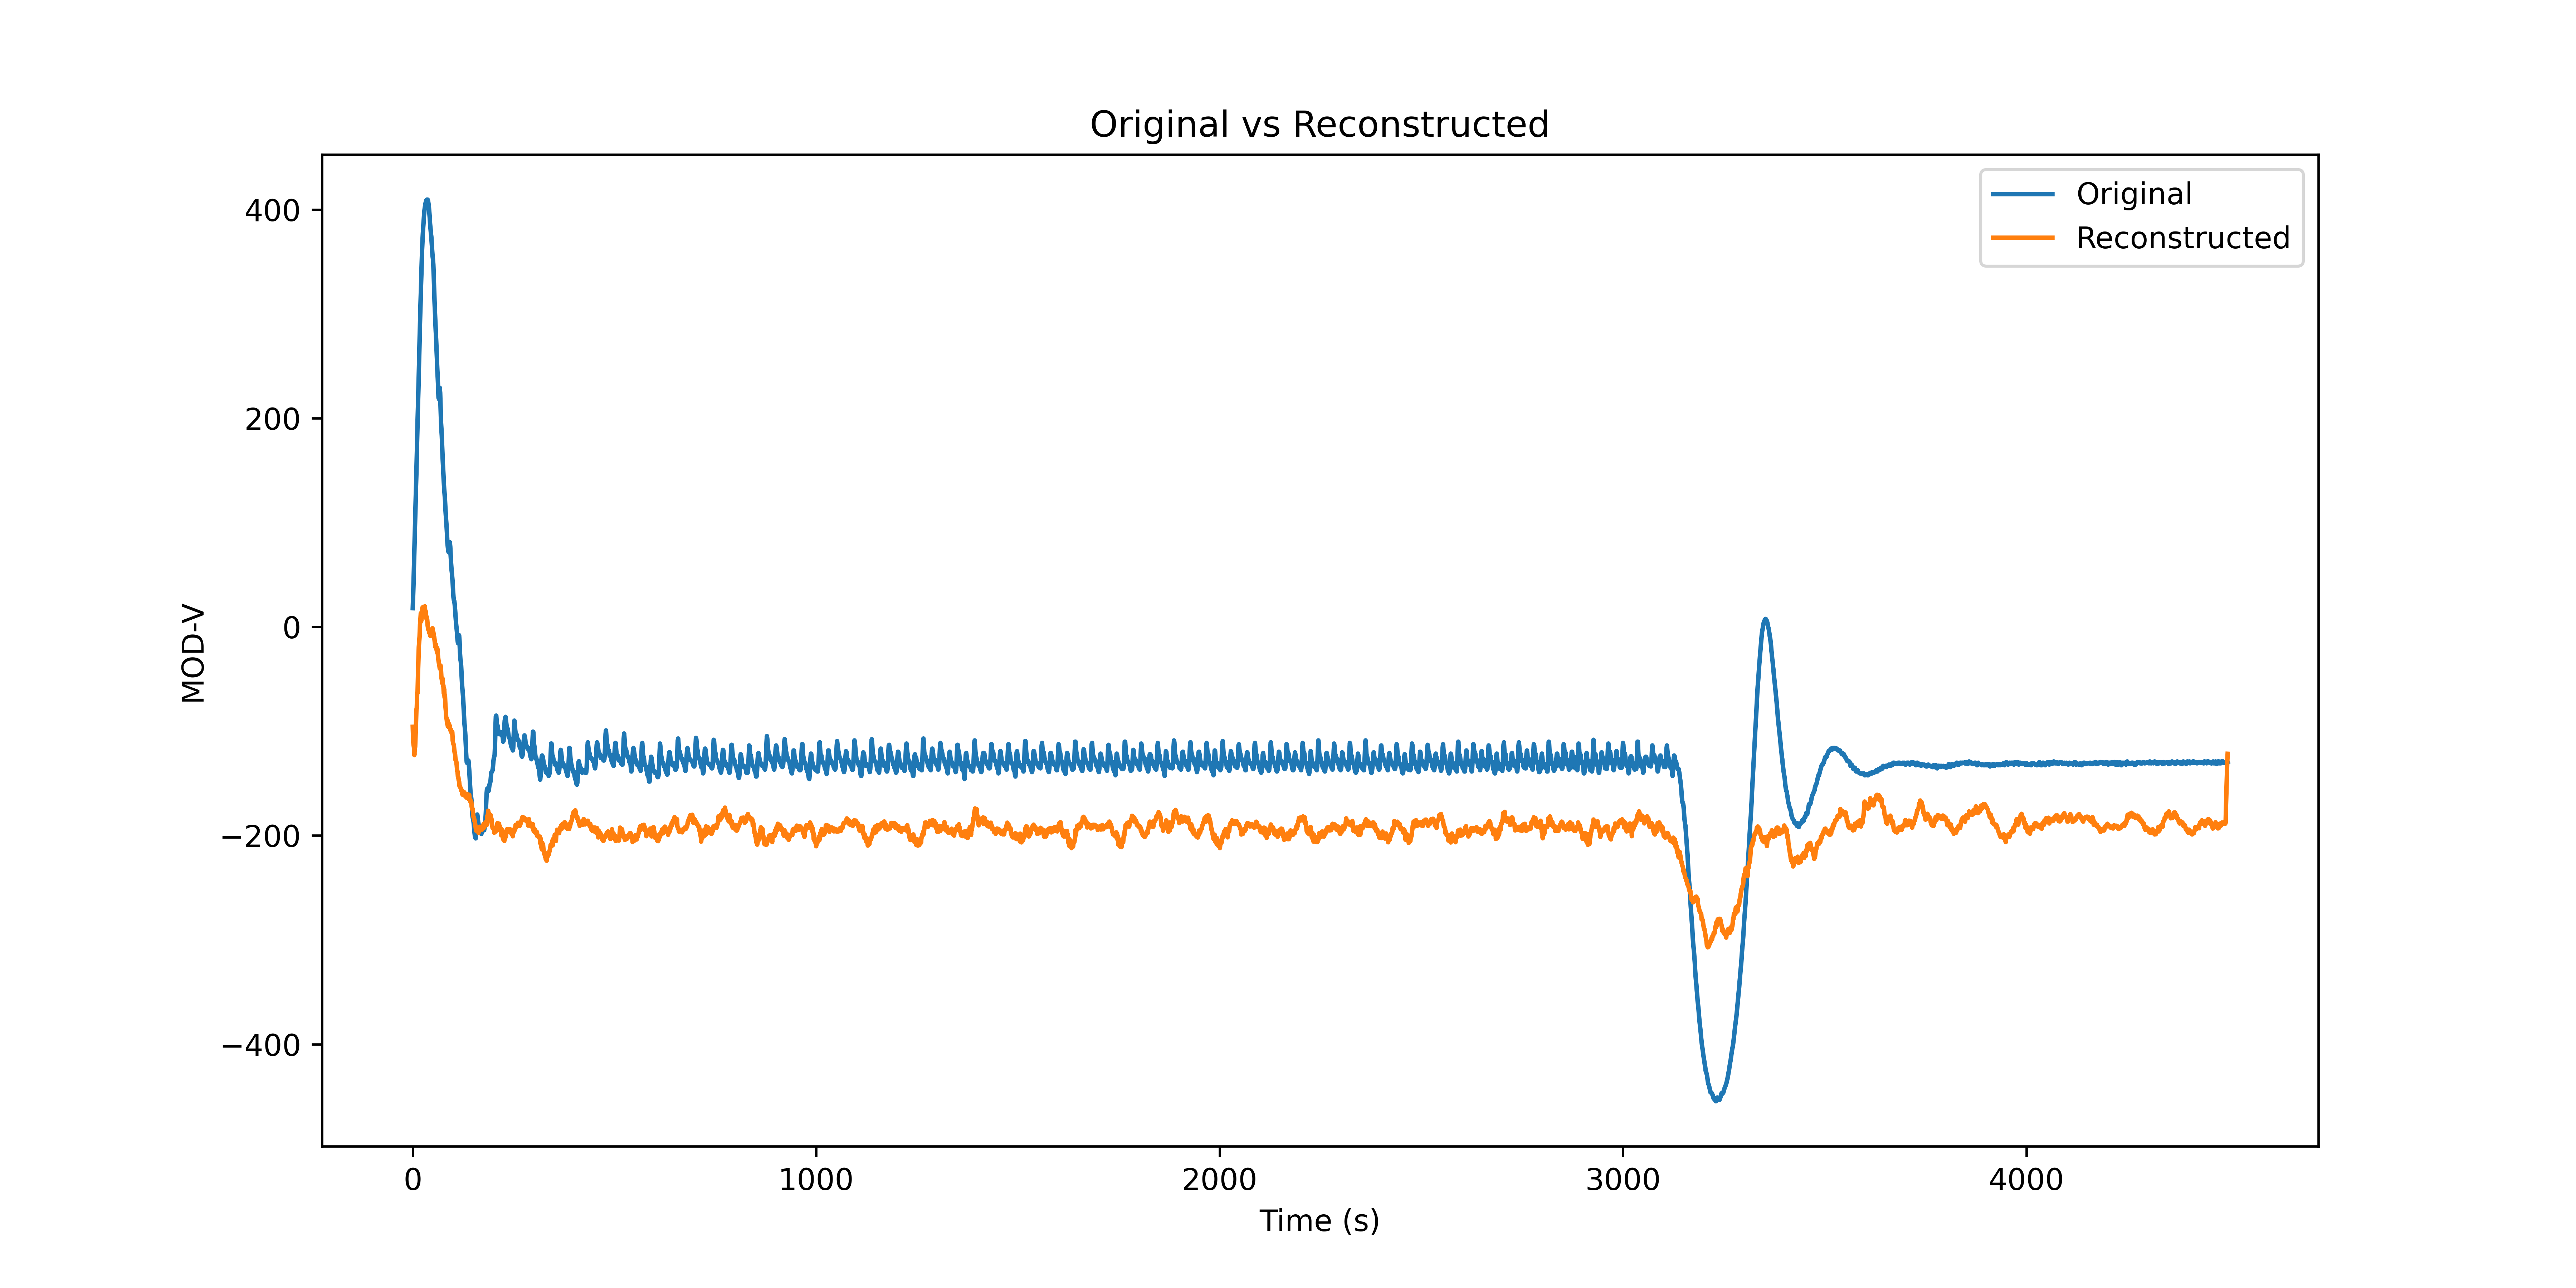 Original vs Reconstructed
Original
Reconstructed
MOD-V
400
200
0
−200
−400
0
1000
2000
3000
4000
Time (s)